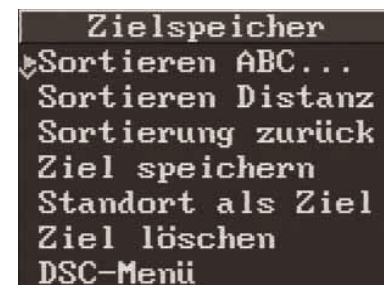 Zielspeicher
Sortieren ABC...
Sortieren Distanz
Sortierung zurück
Ziel speichern
Standort als Ziel
Ziel löschen
DSC-Menü